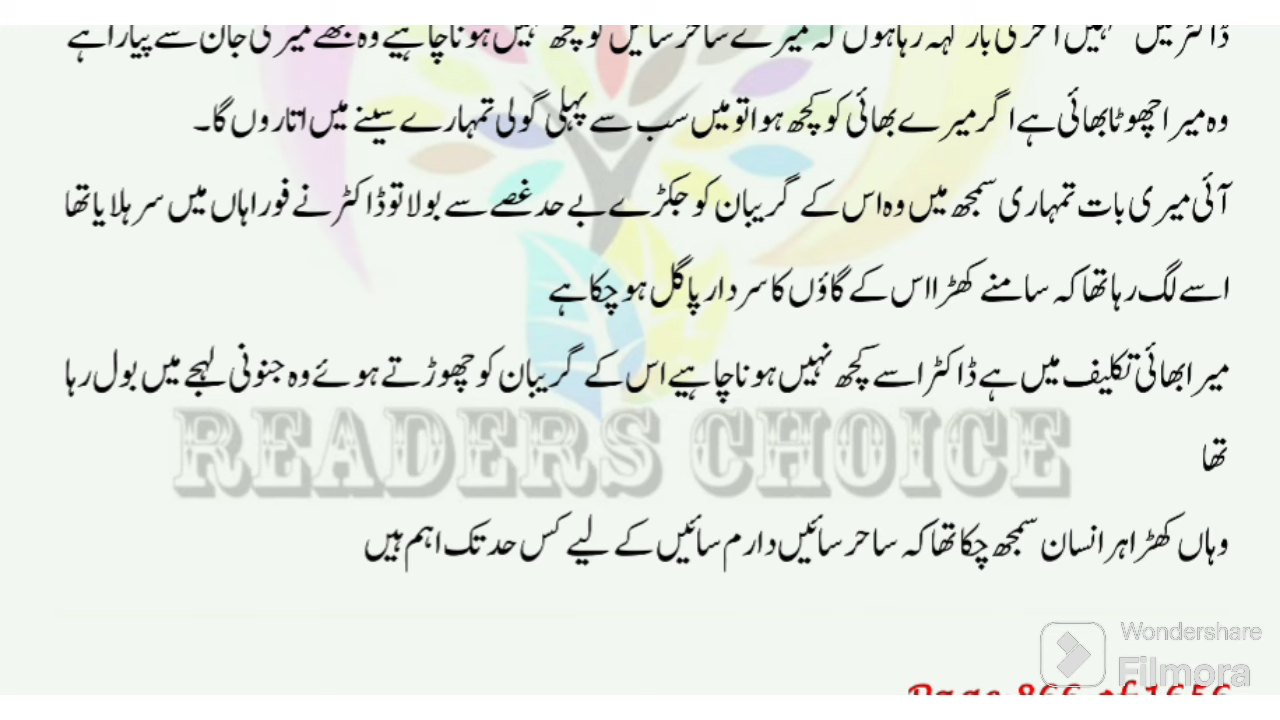 ڈاکٹر میں تمہیں آخری بار کہہ رہا ہوں کہ میرے ساحر سائیں کو کچھ نہیں ہونا چاہیے وہ مجھے میری جان سے پیارا ہے
وہ میرا چھوٹا بھائی ہے اگر میرے بھائی کو کچھ ہوا تو میں سب سے پہلی گولی تمہارے سینے میں اتاروں گا۔
آئی میری بات تمہاری سمجھ میں وہ اس کے گریبان کو جکڑے بے حد غصے سے بولا تو ڈاکٹر نے فورا ہاں میں سر ہلایا تھا
اسے لگ رہا تھا کہ سامنے کھڑا اس کے گاؤں کا سردار پاگل ہو چکا ہے
میرا بھائی تکلیف میں ہے ڈاکٹر اسے کچھ نہیں ہونا چاہیے اس کے گریبان کو چھوڑتے ہوئے وہ جنونی لہجے میں بول رہا
تھا
READERS CHOICE
وہاں کھڑا ہر انسان سمجھ چکا تھا کہ ساحر سائیں دارم سائیں کے لیے کس حد تک اہم ہیں
Wondershare
Filmora
Page 866 of 1656